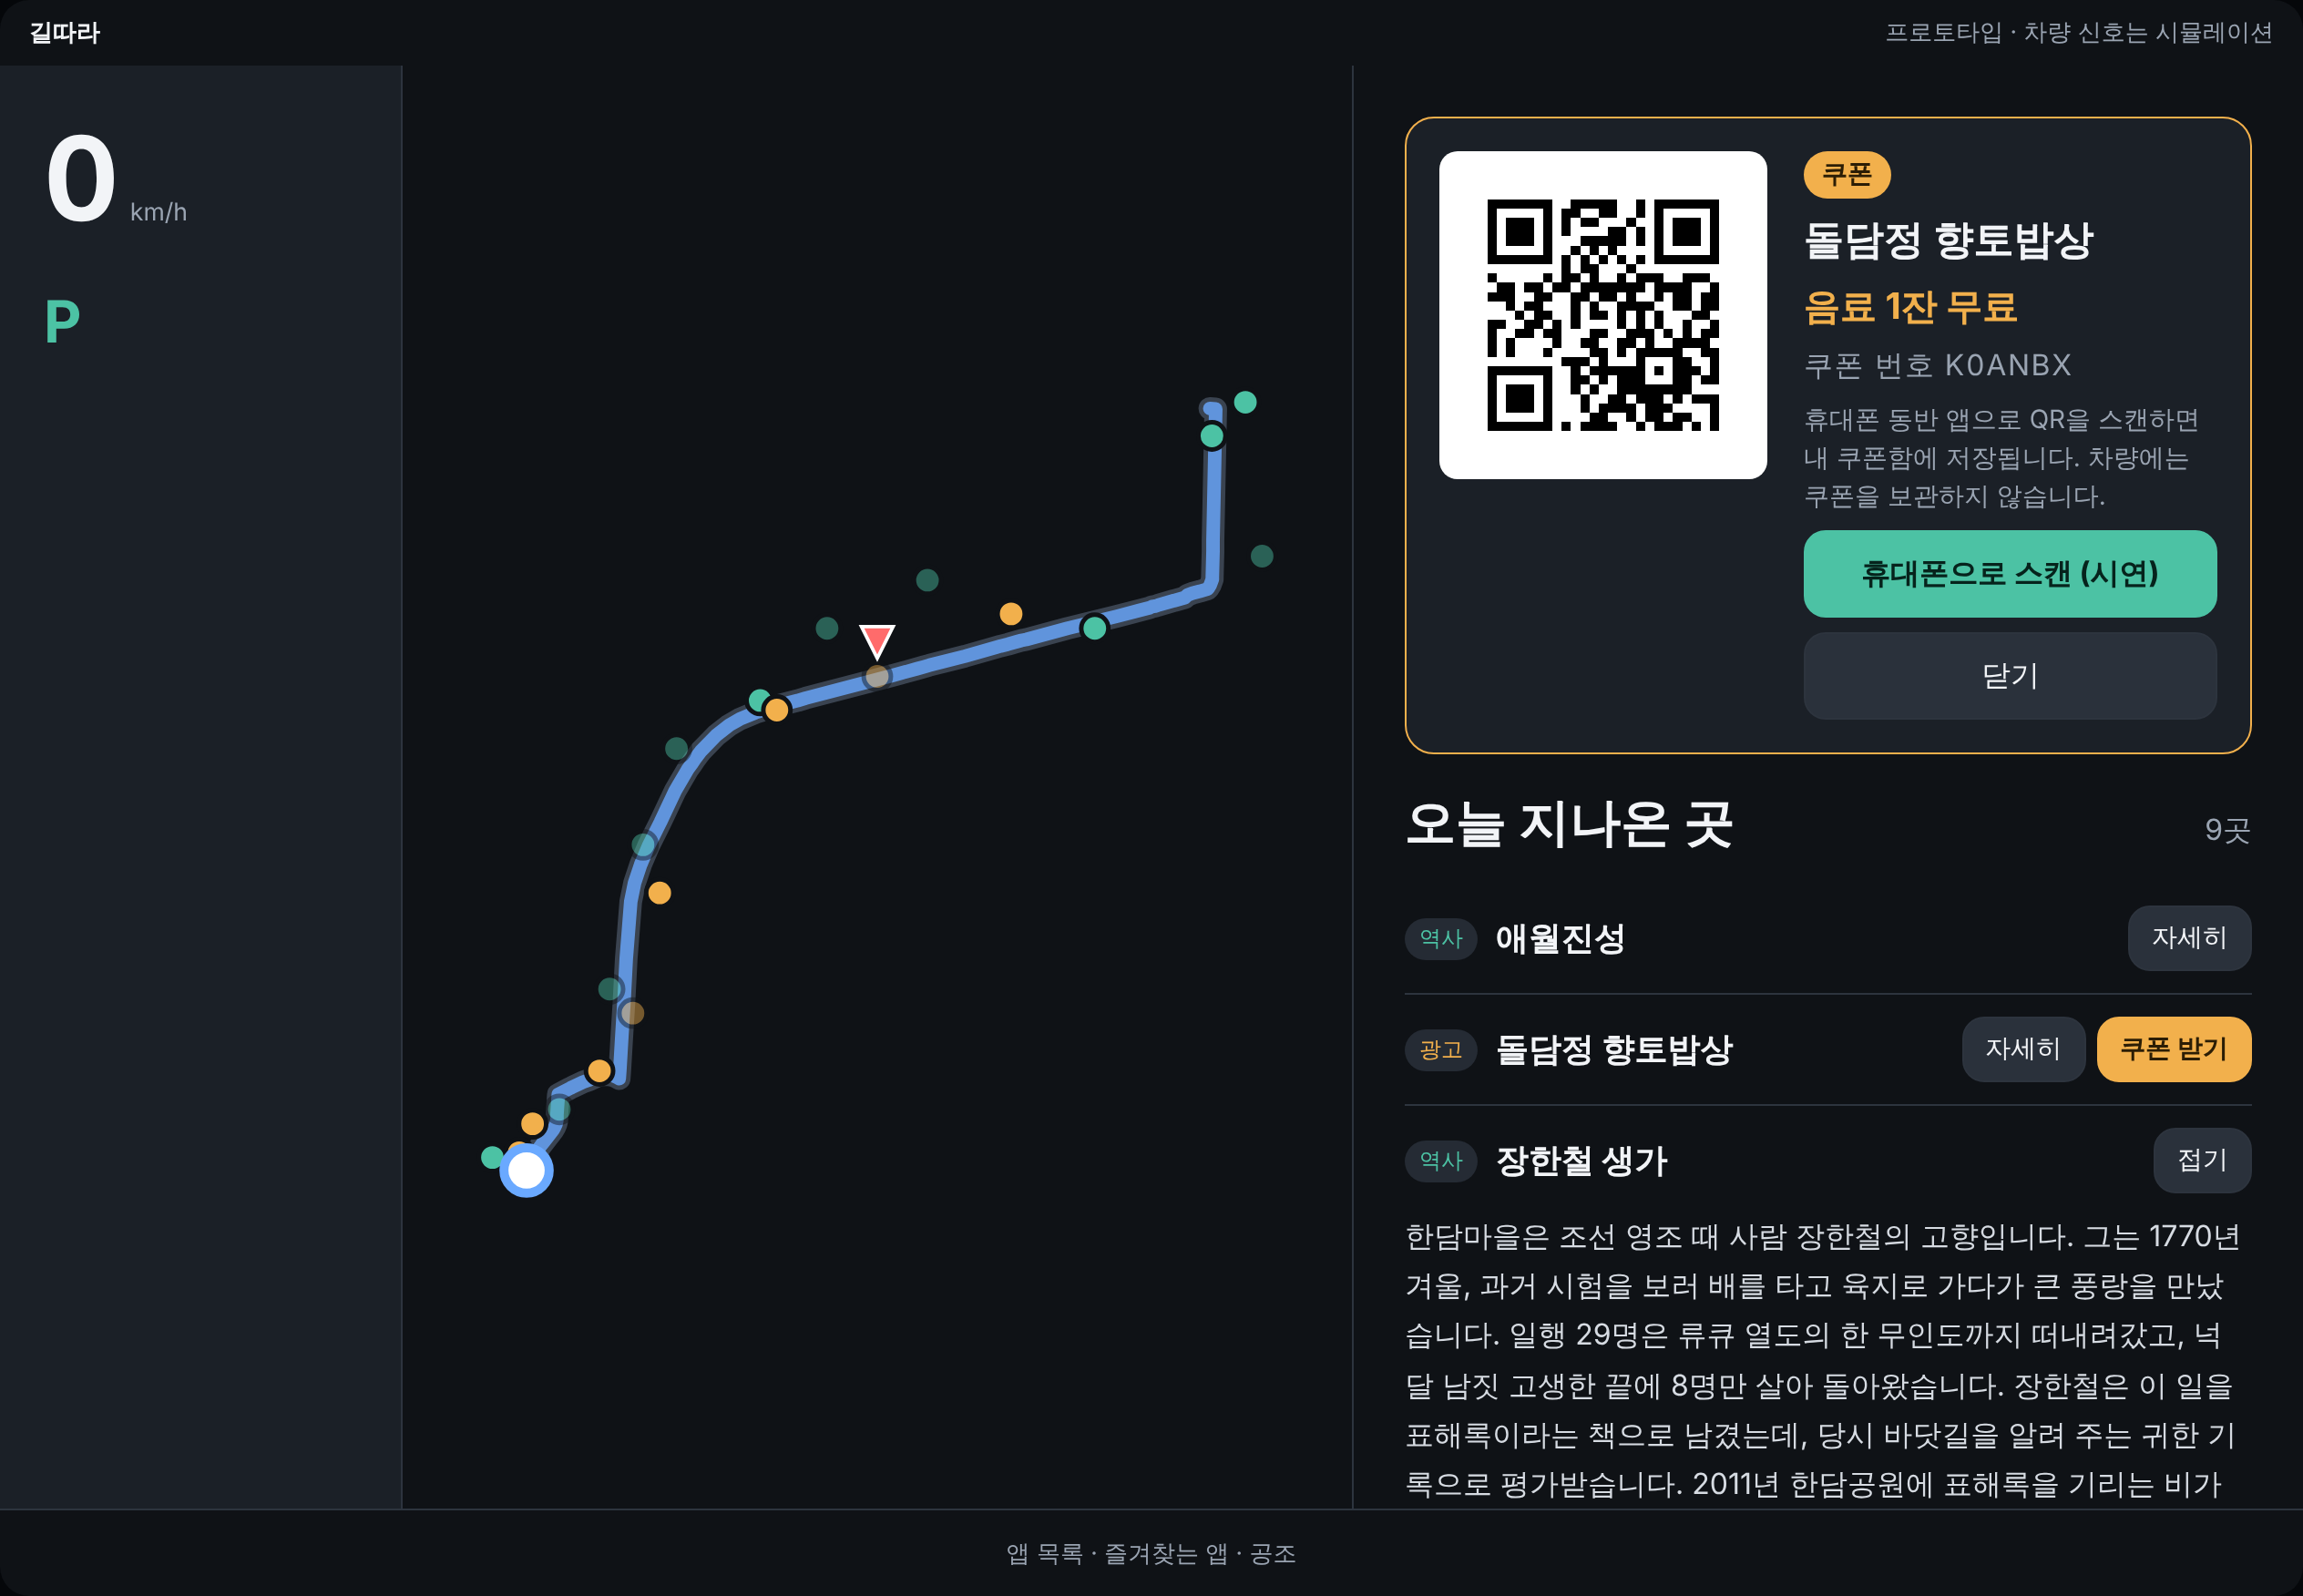 길따라
프로토타입 · 차량 신호는 시뮬레이션
0 km/h
P
쿠폰
돌담정 향토밥상
음료 1잔 무료
쿠폰 번호 K0ANBX
휴대폰 동반 앱으로 QR을 스캔하면
내 쿠폰함에 저장됩니다. 차량에는
쿠폰을 보관하지 않습니다.
휴대폰으로 스캔 (시연)
닫기
오늘 지나온 곳
9곳
역사 애월진성 자세히
광고 돌담정 향토밥상 자세히 쿠폰 받기
역사 장한철 생가 접기
한담마을은 조선 영조 때 사람 장한철의 고향입니다. 그는 1770년
겨울, 과거 시험을 보러 배를 타고 육지로 가다가 큰 풍랑을 만났
습니다. 일행 29명은 류큐 열도의 한 무인도까지 떠내려갔고, 넉
달 남짓 고생한 끝에 8명만 살아 돌아왔습니다. 장한철은 이 일을
표해록이라는 책으로 남겼는데, 당시 바닷길을 알려 주는 귀한 기
록으로 평가받습니다. 2011년 한담공원에 표해록을 기리는 비가
앱 목록 · 즐겨찾는 앱 · 공조